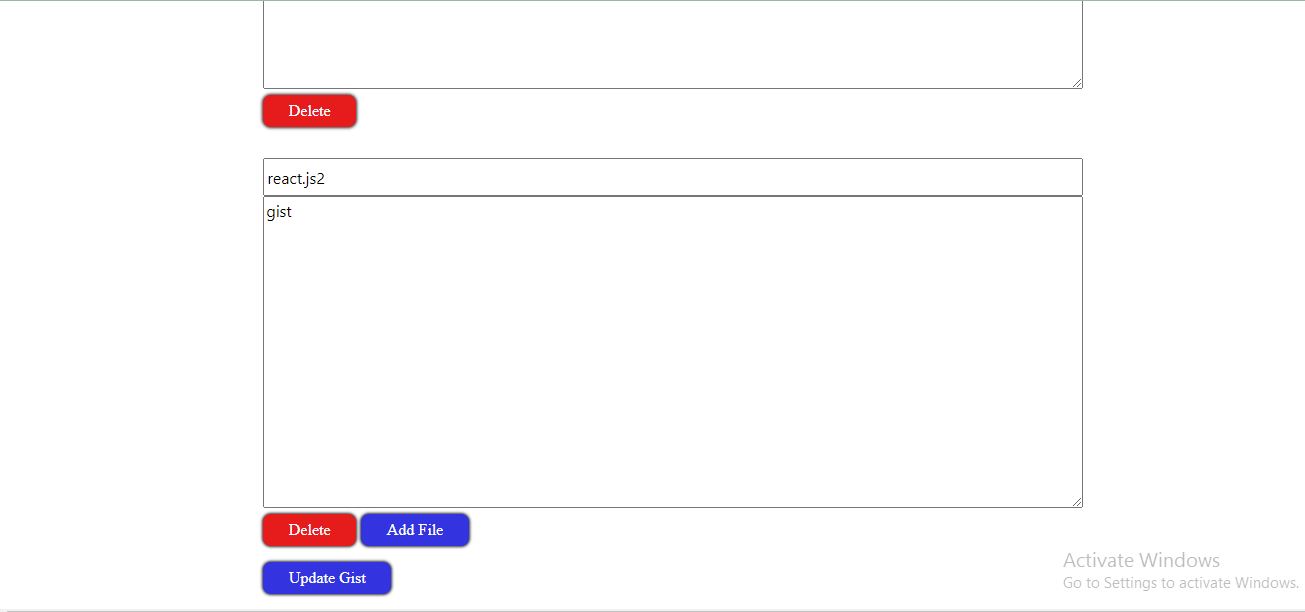 Delete
react.js2
gist
Delete Add File
Update Gist
Activate Windows
Go to Settings to activate Windows.